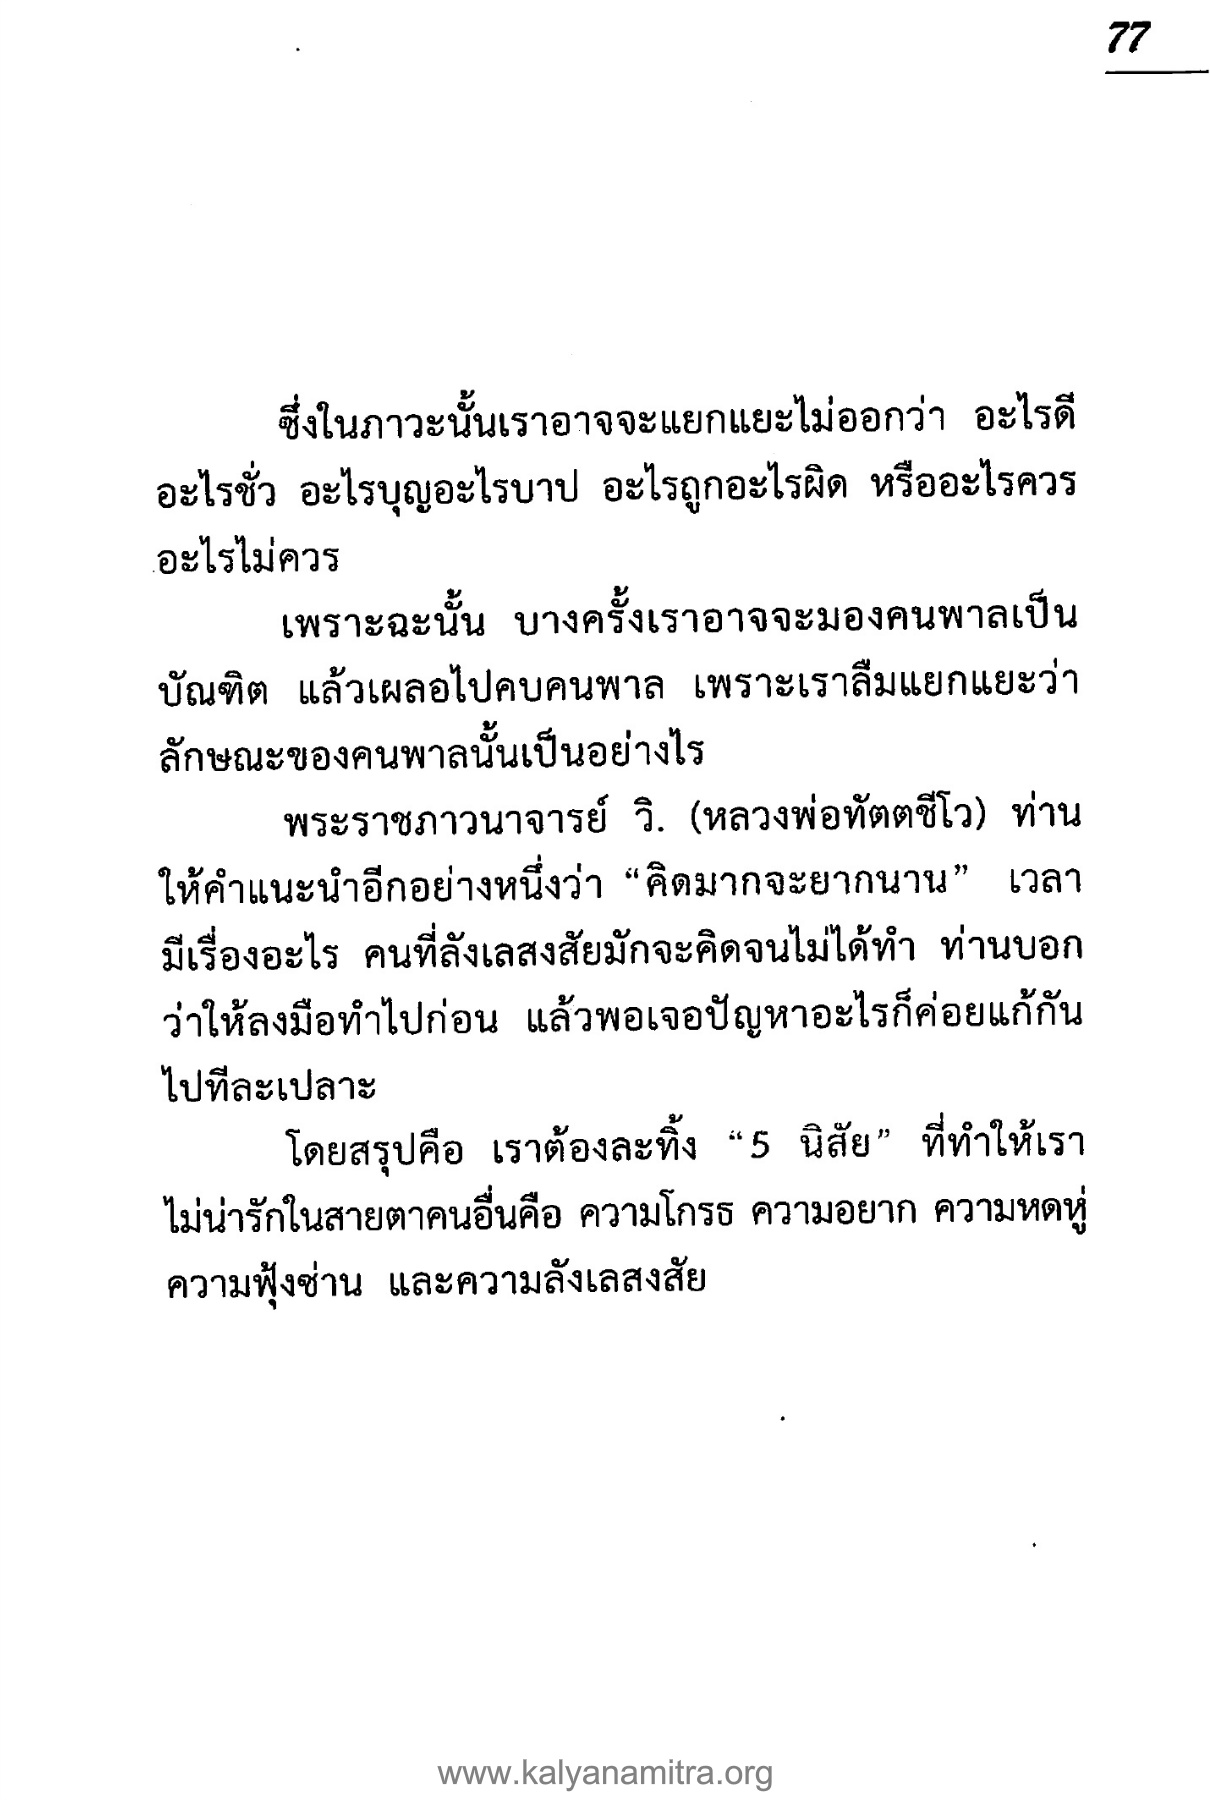 77
ซึ่งในภาวะนั้นเราอาจจะแยกแยะไม่ออกว่า อะไรดี
อะไรชั่ว อะไรบุญอะไรบาป อะไรถูกอะไรผิด หรืออะไรควร
อะไรไม่ควร
เพราะฉะนั้น บางครั้งเราอาจจะมองคนพาลเป็น
บัณฑิต แล้วเผลอไปคบคนพาล เพราะเราลืมแยกแยะว่า
ลักษณะของคนพาลนั้นเป็นอย่างไร
พระราชภาวนาจารย์ วิ. (หลวงพ่อทัตตชีโว) ท่าน
ให้คำแนะนำอีกอย่างหนึ่งว่า “คิดมากจะยากนาน” เวลา
มีเรื่องอะไร คนที่ลังเลสงสัยมักจะคิดจนไม่ได้ทำ ท่านบอก
ว่าให้ลงมือทำไปก่อน แล้วพอเจอปัญหาอะไรก็ค่อยแก้กัน
ไปทีละเปลาะ
โดยสรุปคือ เราต้องละทิ้ง “5 นิสัย” ที่ทำให้เรา
ไม่น่ารักในสายตาคนอื่นคือ ความโกรธ ความอยาก ความหดหู่
ความฟุ้งซ่าน และความลังเลสงสัย
www.kalyanamitra.org